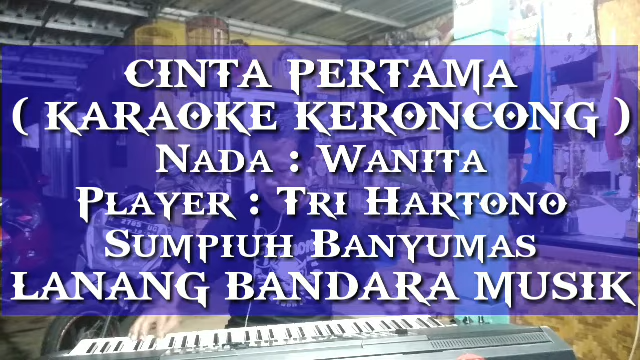 CINTA PERTAMA
( KARAOKE KERONCONG )
NADA : WANITA
PLAYER : TRI HARTONO
SUMPIUH BANYUMAS
LANANG BANDARA MUSIK